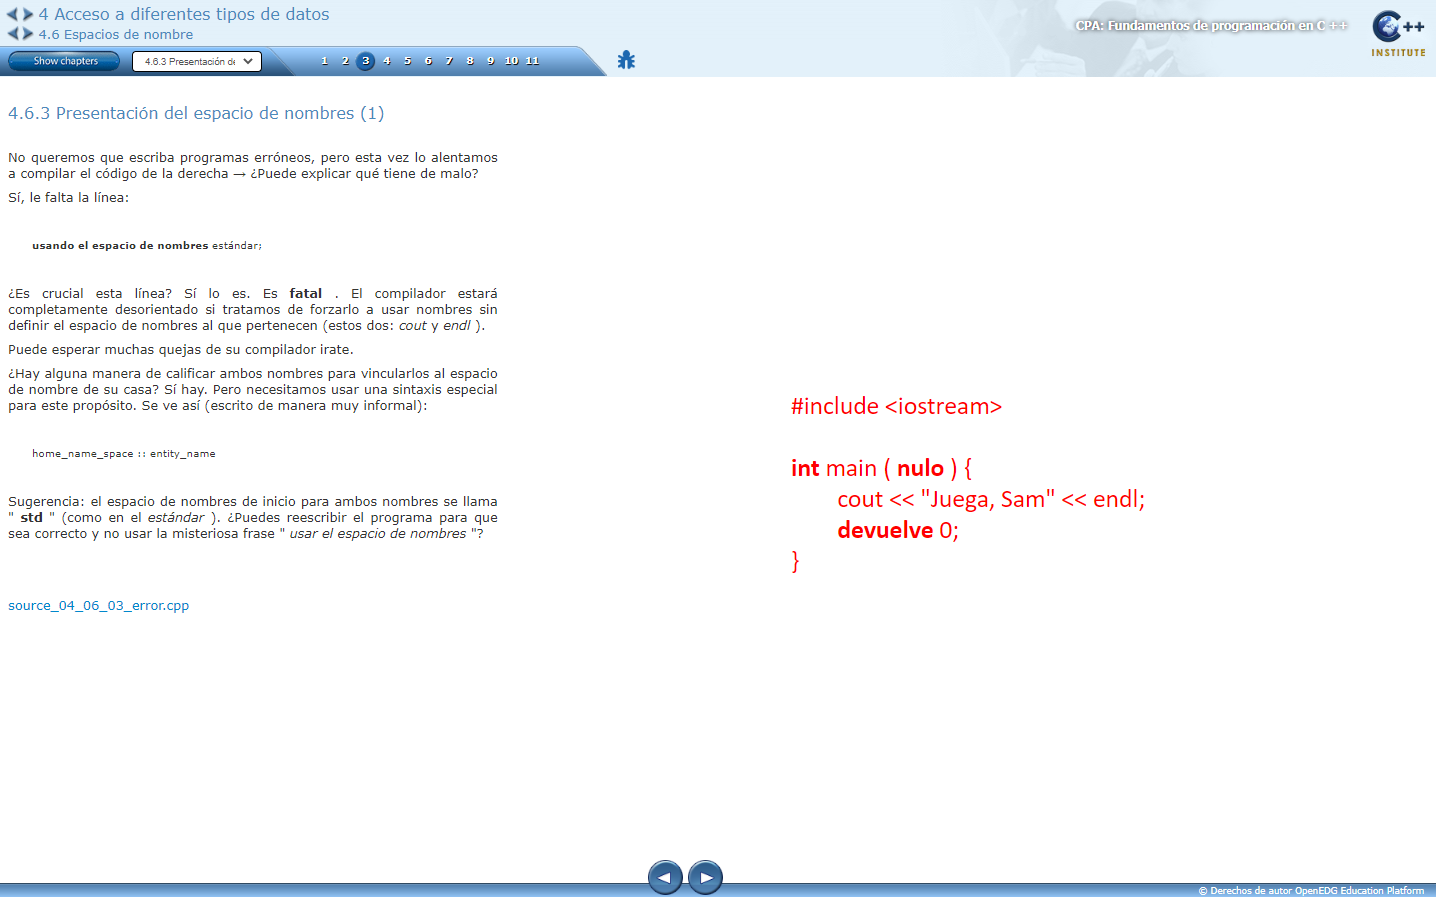 4 Acceso a diferentes tipos de datos
4.6 Espacios de nombre
CPA: Fundamentos de programación en C ++
C++
INSTITUTE
Show chapters
4.6.3 Presentación de
1 2 3 4 5 6 7 8 9 10 11
4.6.3 Presentación del espacio de nombres (1)
No queremos que escriba programas erróneos, pero esta vez lo alentamos
a compilar el código de la derecha → ¿Puede explicar qué tiene de malo?
Sí, le falta la línea:
usando el espacio de nombres estándar;
¿Es crucial esta línea? Sí lo es. Es fatal . El compilador estará
completamente desorientado si tratamos de forzarlo a usar nombres sin
definir el espacio de nombres al que pertenecen (estos dos: cout y endl ).
Puede esperar muchas quejas de su compilador irate.
¿Hay alguna manera de calificar ambos nombres para vincularlos al espacio
de nombre de su casa? Sí hay. Pero necesitamos usar una sintaxis especial
para este propósito. Se ve así (escrito de manera muy informal):
home_name_space :: entity_name
Sugerencia: el espacio de nombres de inicio para ambos nombres se llama
" std " (como en el estándar ). ¿Puedes reescribir el programa para que
sea correcto y no usar la misteriosa frase " usar el espacio de nombres "?
source_04_06_03_error.cpp
#include <iostream>
int main ( nulo ) {
cout << "Juega, Sam" << endl;
devuelve 0;
}
© Derechos de autor OpenEDG Education Platform